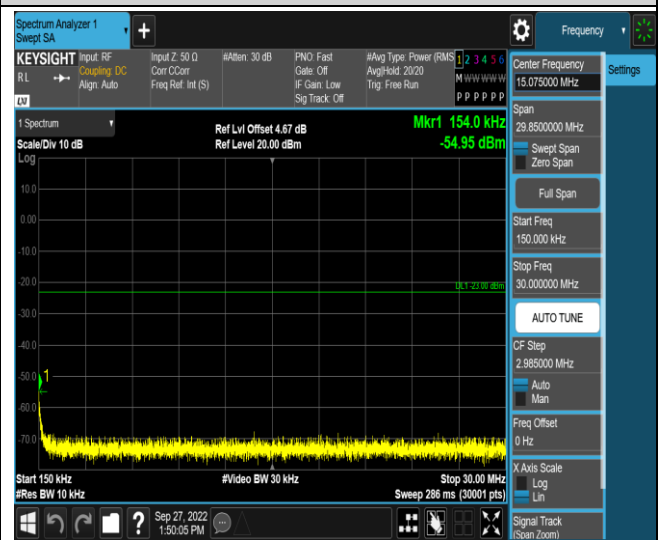 Spectrum Analyzer 1
Swept SA
+
Frequency
KEYSIGHT
RL
LXI
Input: RF
Coupling: DC
Align: Auto
Input Z: 50 Ω
Corr CCorr
Freq Ref: Int (S)
#Atten: 30 dB
PNO: Fast
Gate: Off
IF Gain: Low
Sig Track: Off
#Avg Type: Power (RMS
Avg|Hold: 20/20
Trig: Free Run
1 2 3 4 5 6
M W W W W W
P P P P P P
1 Spectrum
Scale/Div 10 dB
Ref Lvl Offset 4.67 dB
Ref Level 20.00 dBm
Mkr1 154.0 kHz
-54.95 dBm
Log
10.0
0.00
-10.0
-20.0
DL1 -23.00 dBm
-30.0
-40.0
-50.0
1
-60.0
-70.0
Start 150 kHz
#Res BW 10 kHz
#Video BW 30 kHz
Stop 30.00 MHz
Sweep 286 ms (30001 pts)
Sep 27, 2022
1:50:05 PM
?
Center Frequency
15.075000 MHz
Span
29.8500000 MHz
Swept Span
Zero Span
Full Span
Start Freq
150.000 kHz
Stop Freq
30.000000 MHz
AUTO TUNE
CF Step
2.985000 MHz
Auto
Man
Freq Offset
0 Hz
X Axis Scale
Log
Lin
Signal Track
(Span Zoom)
Settings